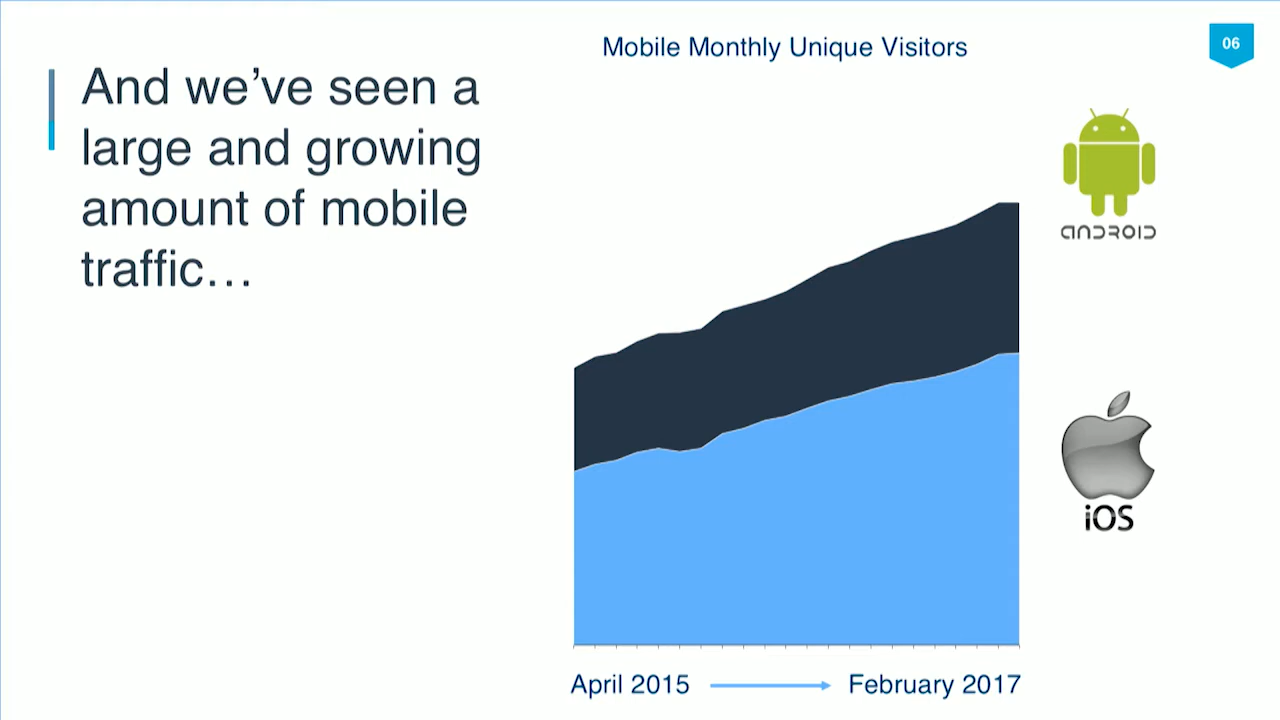 And we've seen a
large and growing
amount of mobile
traffic…
Mobile Monthly Unique Visitors
06
ANDROID
iOS
April 2015
February 2017